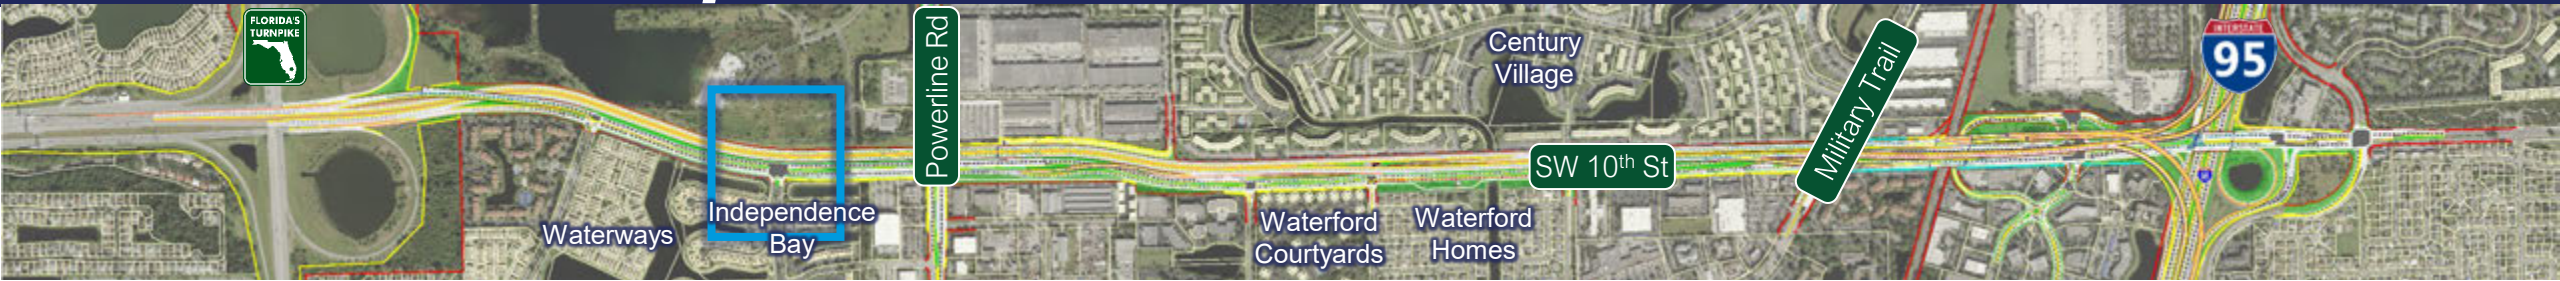 FLORIDA'S
TURNPIKE
Waterways
Independence
Bay
Powerline Rd
Waterford
Courtyards
Waterford
Homes
Century
Village
SW 10th St
Military Trail
INTERSTATE
95